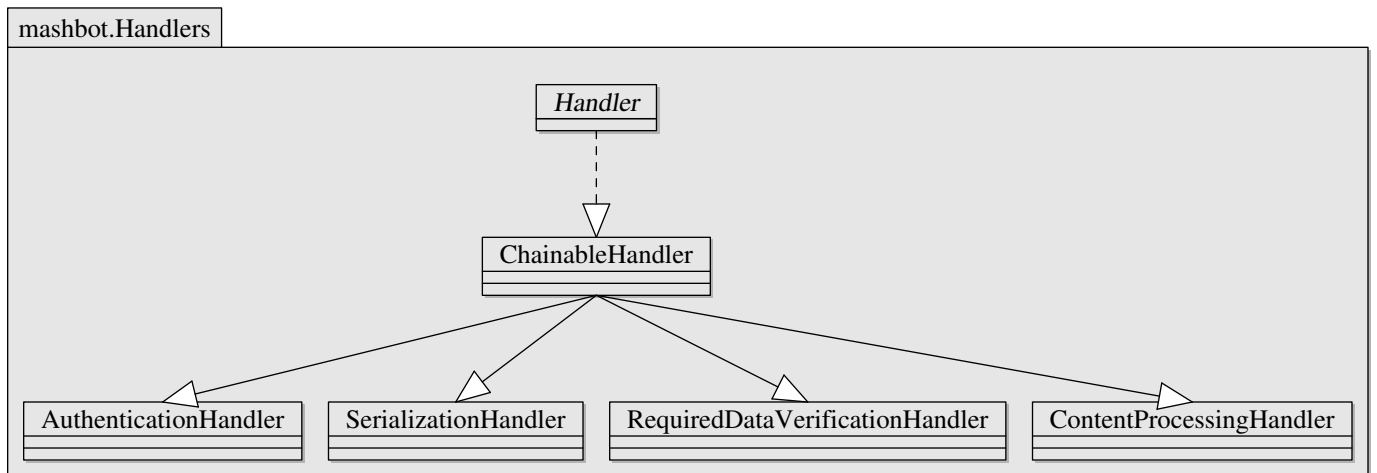 mashbot.Handlers
Handler
ChainableHandler
AuthenticationHandler
SerializationHandler
RequiredDataVerificationHandler
ContentProcessingHandler